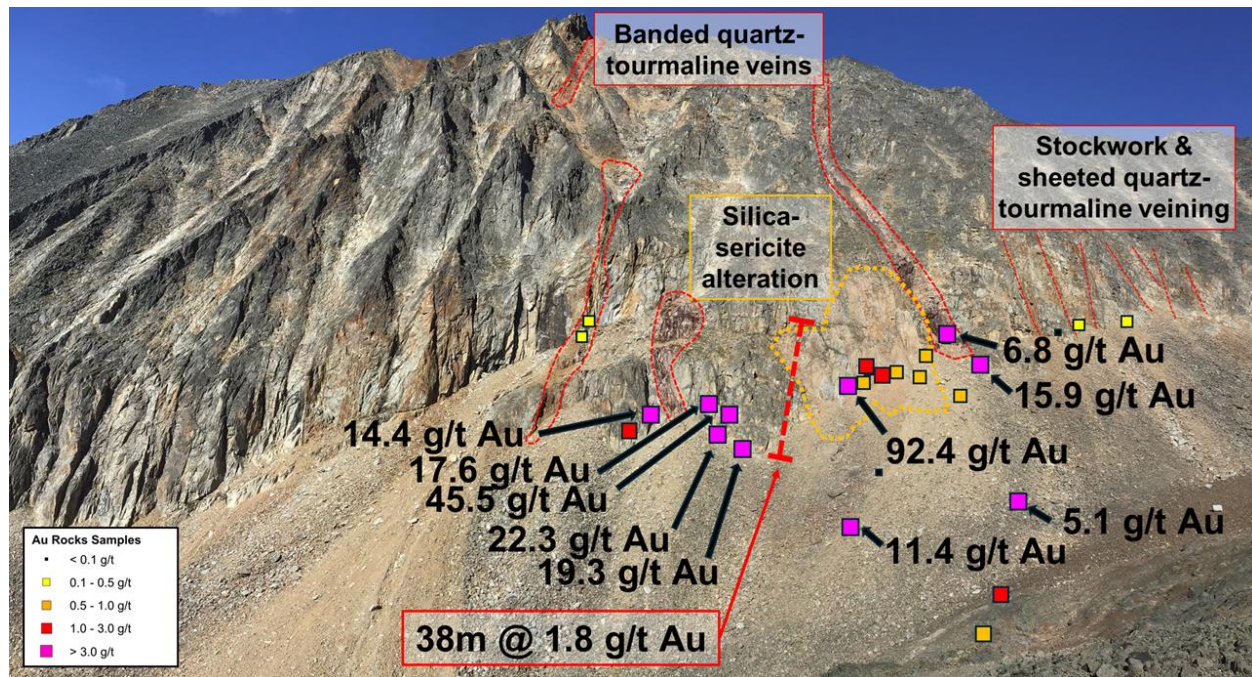 Banded quartz-
tourmaline veins
Stockwork &
sheeted quartz-
tourmaline veining
Silica-
sericite
alteration
6.8 g/t Au
15.9 g/t Au
14.4 g/t Au
17.6 g/t Au
45.5 g/t Au
92.4 g/t Au
22.3 g/t Au
19.3 g/t Au
5.1 g/t Au
11.4 g/t Au
38m @ 1.8 g/t Au
Au Rocks Samples
< 0.1 g/t
0.1 - 0.5 g/t
0.5 - 1.0 g/t
1.0 - 3.0 g/t
> 3.0 g/t